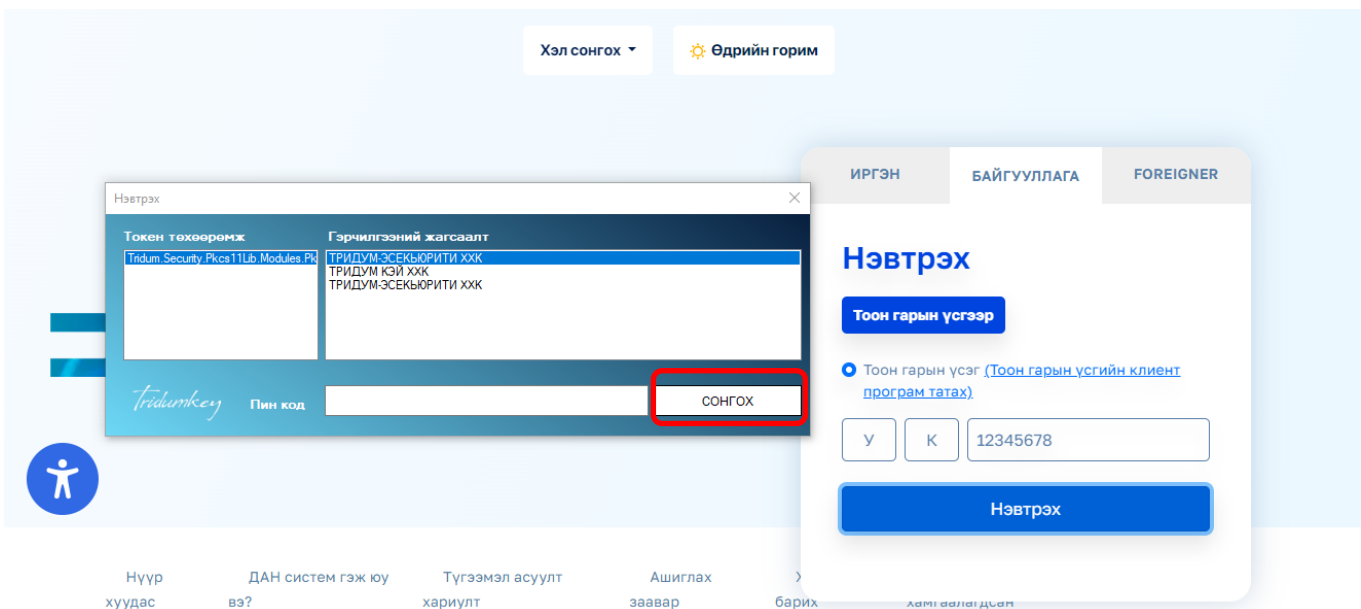 Хэл сонгох
Өдрийн горим
ИРГЭН
БАЙГУУЛЛАГА
FOREIGNER
Нэвтрэх
Токен төхөөрөмж
Гэрчилгээний жагсаалт
Tridum.Security.Pkcs11Lib.Modules.Pk
ТРИДУМ-ЭСЕКЬЮРИТИ ХХК
ТРИДУМ КЭЙ ХХК
ТРИДУМ-ЭСЕКЬЮРИТИ ХХК
Tridumkey
Пин код
СОНГОХ
Нэвтрэх
Тоон гарын үсгээр
Тоон гарын үсэг (Тоон гарын үсгийн клиент
програм татах)
У
К
12345678
Нэвтрэх
Нүүр
хуудас
ДАН систем гэж юу
вэ?
Түгээмэл асуулт
хариулт
Ашиглах
заавар
барих
хамгаалагдсан